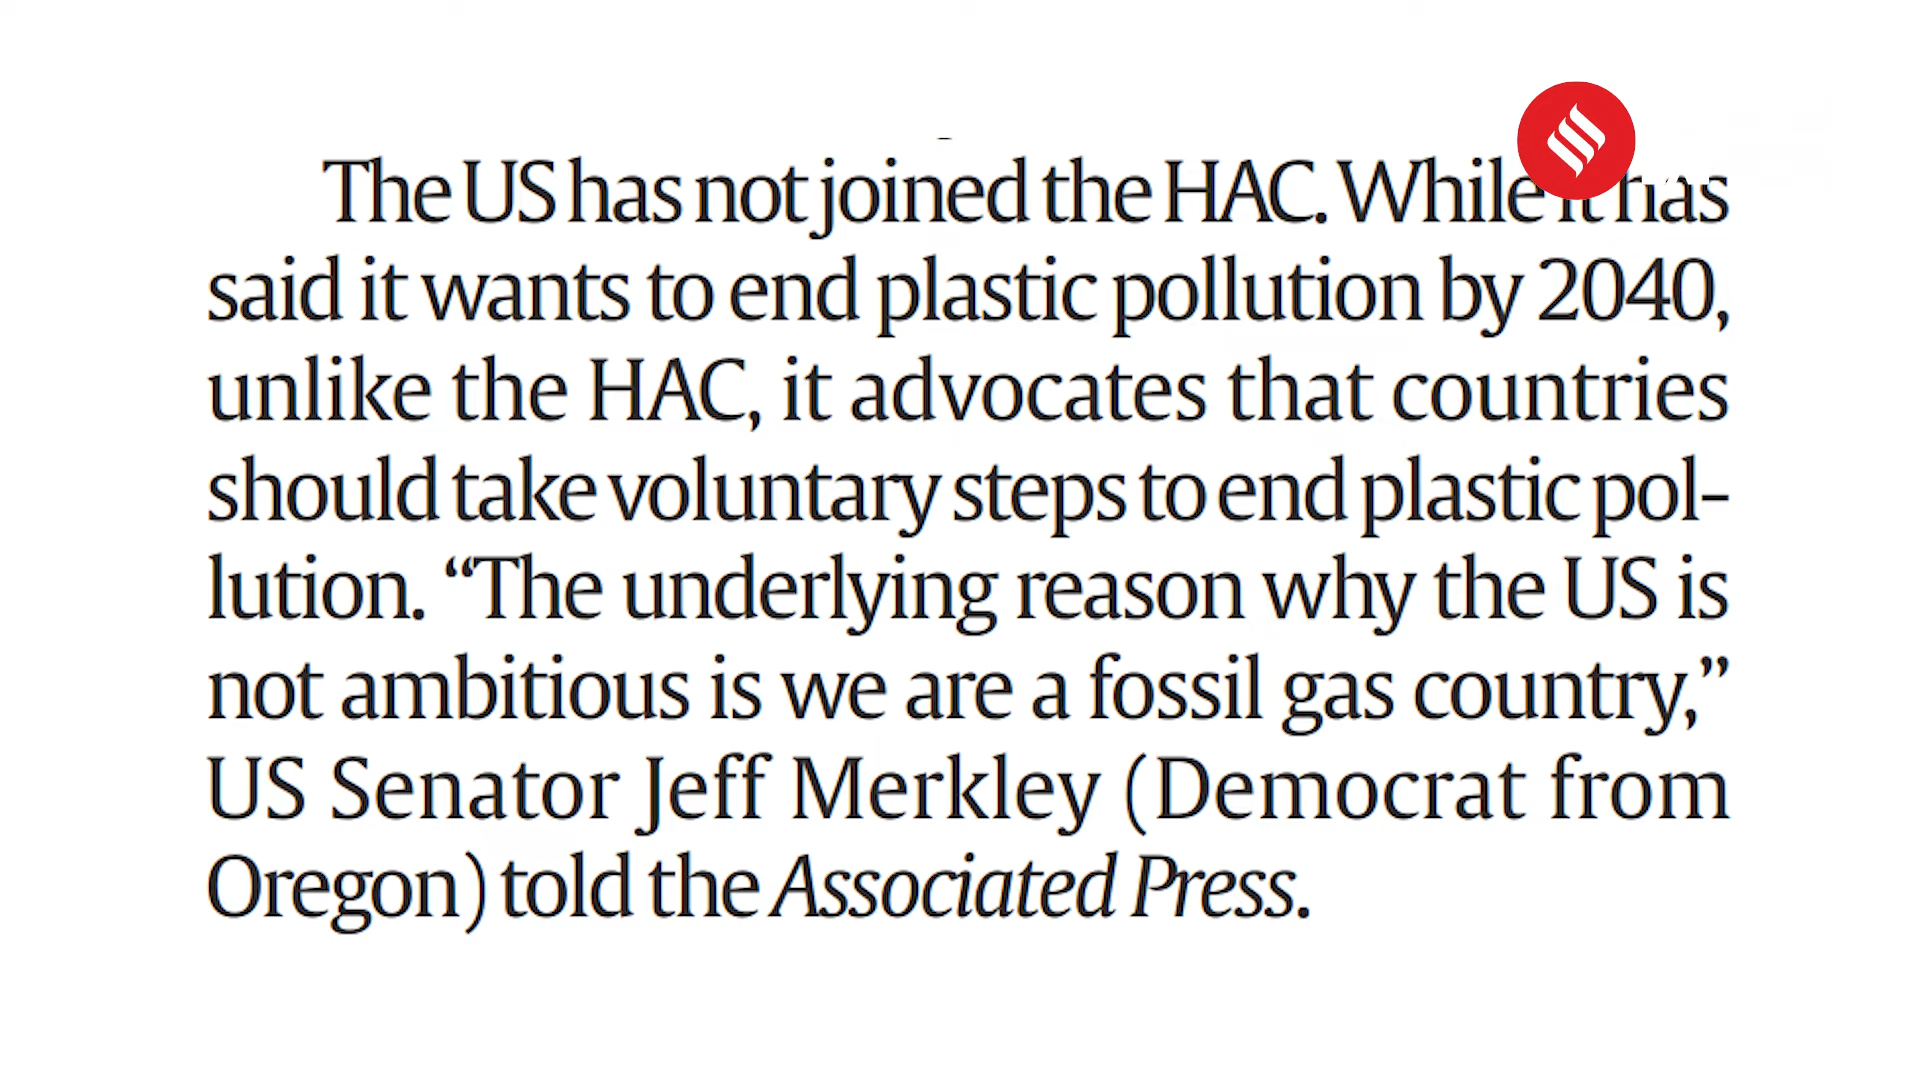 The US has not joined the HAC. While it has
said it wants to end plastic pollution by 2040,
unlike the HAC, it advocates that countries
should take voluntary steps to end plastic pol-
lution. “The underlying reason why the US is
not ambitious is we are a fossil gas country,”
US Senator Jeff Merkley (Democrat from
Oregon) told the Associated Press.